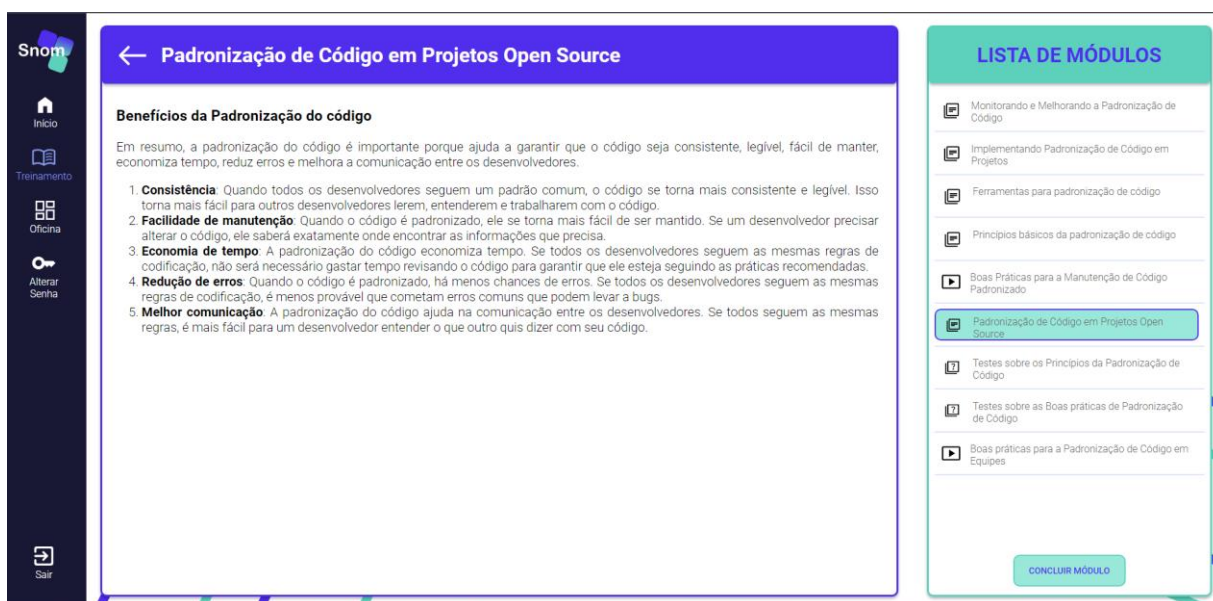 Snom
Início
Treinamento
Oficina
Alterar
Senha
Sair
Padronização de Código em Projetos Open Source
Benefícios da Padronização do código
Em resumo, a padronização do código é importante porque ajuda a garantir que o código seja consistente, legível, fácil de manter,
economiza tempo, reduz erros e melhora a comunicação entre os desenvolvedores.
1. Consistência: Quando todos os desenvolvedores seguem um padrão comum, o código se torna mais consistente e legível. Isso
torna mais fácil para outros desenvolvedores lerem, entenderem e trabalharem com o código.
2. Facilidade de manutenção: Quando o código é padronizado, ele se torna mais fácil de ser mantido. Se um desenvolvedor precisar
alterar o código, ele saberá exatamente onde encontrar as informações que precisa.
3. Economia de tempo: A padronização do código economiza tempo. Se todos os desenvolvedores seguem as mesmas regras de
codificação, não será necessário gastar tempo revisando o código para garantir que ele esteja seguindo as práticas recomendadas.
4. Redução de erros: Quando o código é padronizado, há menos chances de erros. Se todos os desenvolvedores seguem as mesmas
regras de codificação, é menos provável que cometam erros comuns que podem levar a bugs.
5. Melhor comunicação: A padronização do código ajuda na comunicação entre os desenvolvedores. Se todos seguem as mesmas
regras, é mais fácil para um desenvolvedor entender o que outro quis dizer com seu código.
LISTA DE MÓDULOS
Monitorando e Melhorando a Padronização de
Código
Implementando Padronização de Código em
Projetos
Ferramentas para padronização de código
Princípios básicos da padronização de código
Boas Práticas para a Manutenção de Código
Padronizado
Padronização de Código em Projetos Open
Source
Testes sobre os Princípios da Padronização de
Código
Testes sobre as Boas práticas de Padronização
de Código
Boas práticas para a Padronização de Código em
Equipes
CONCLUIR MÓDULO